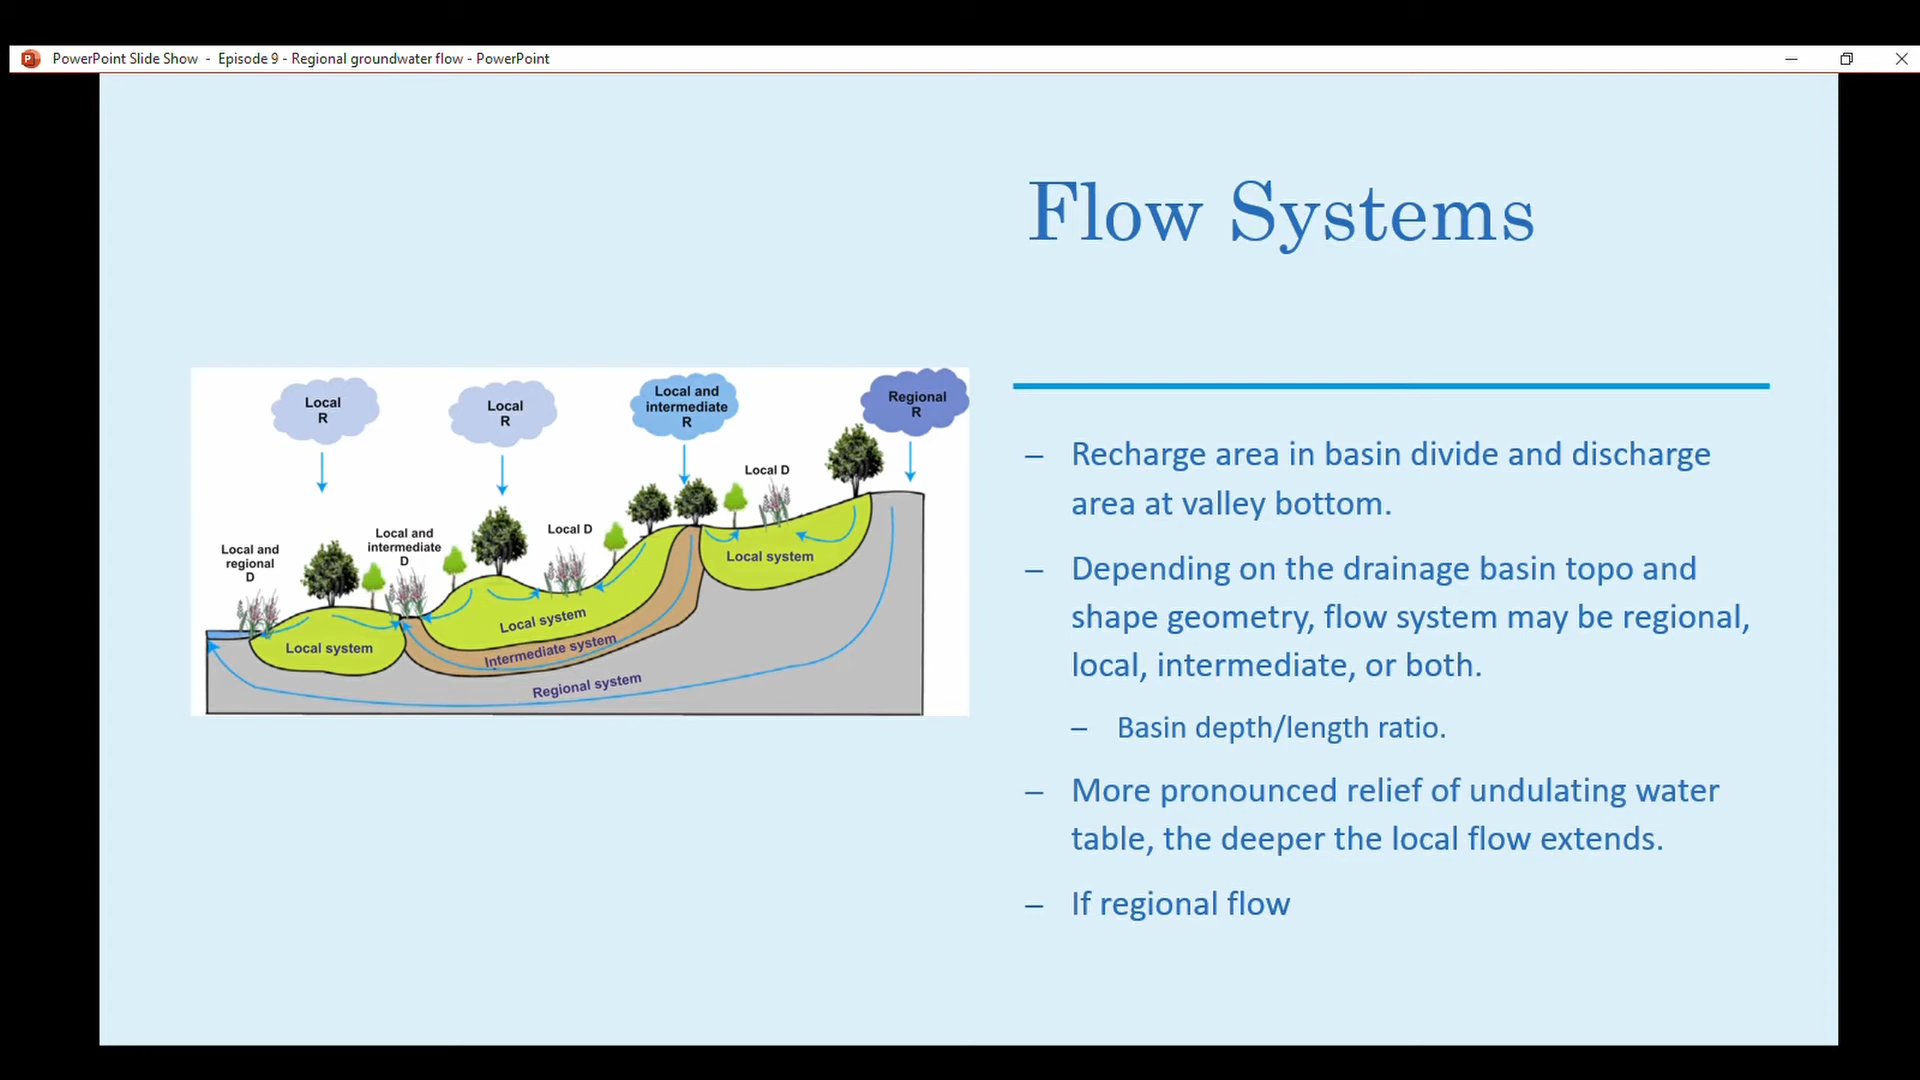 PowerPoint Slide Show - Episode 9 - Regional groundwater flow - PowerPoint
Flow Systems
Local
R
Local
R
Local and
intermediate
R
Regional
R
Local D
Local D
Local and
intermediate
D
Local and
regional
D
Local system
Local system
Local system
Intermediate system
Regional system
– Recharge area in basin divide and discharge
area at valley bottom.
– Depending on the drainage basin topo and
shape geometry, flow system may be regional,
local, intermediate, or both.
– Basin depth/length ratio.
– More pronounced relief of undulating water
table, the deeper the local flow extends.
– If regional flow